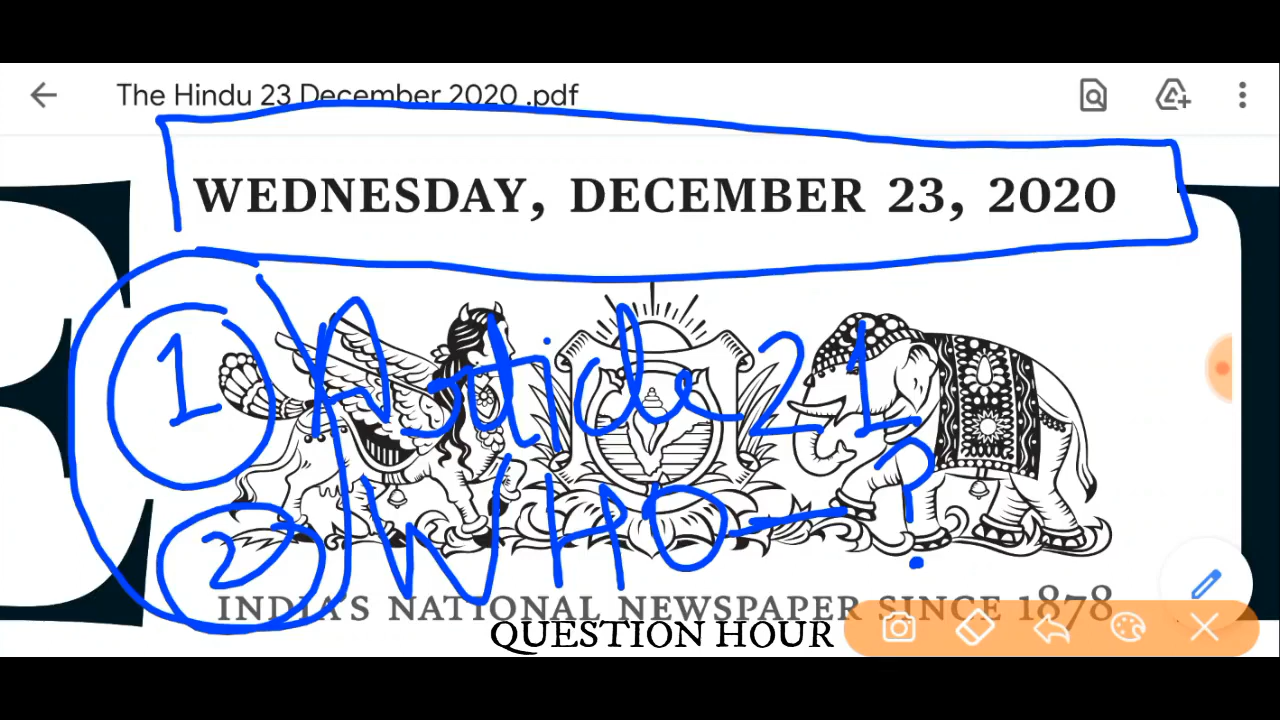 The Hindu 23 December 2020 .pdf
WEDNESDAY, DECEMBER 23, 2020
1 Article 21
2 WHO — ?
INDIA'S NATIONAL NEWSPAPER SINCE 1878
QUESTION HOUR